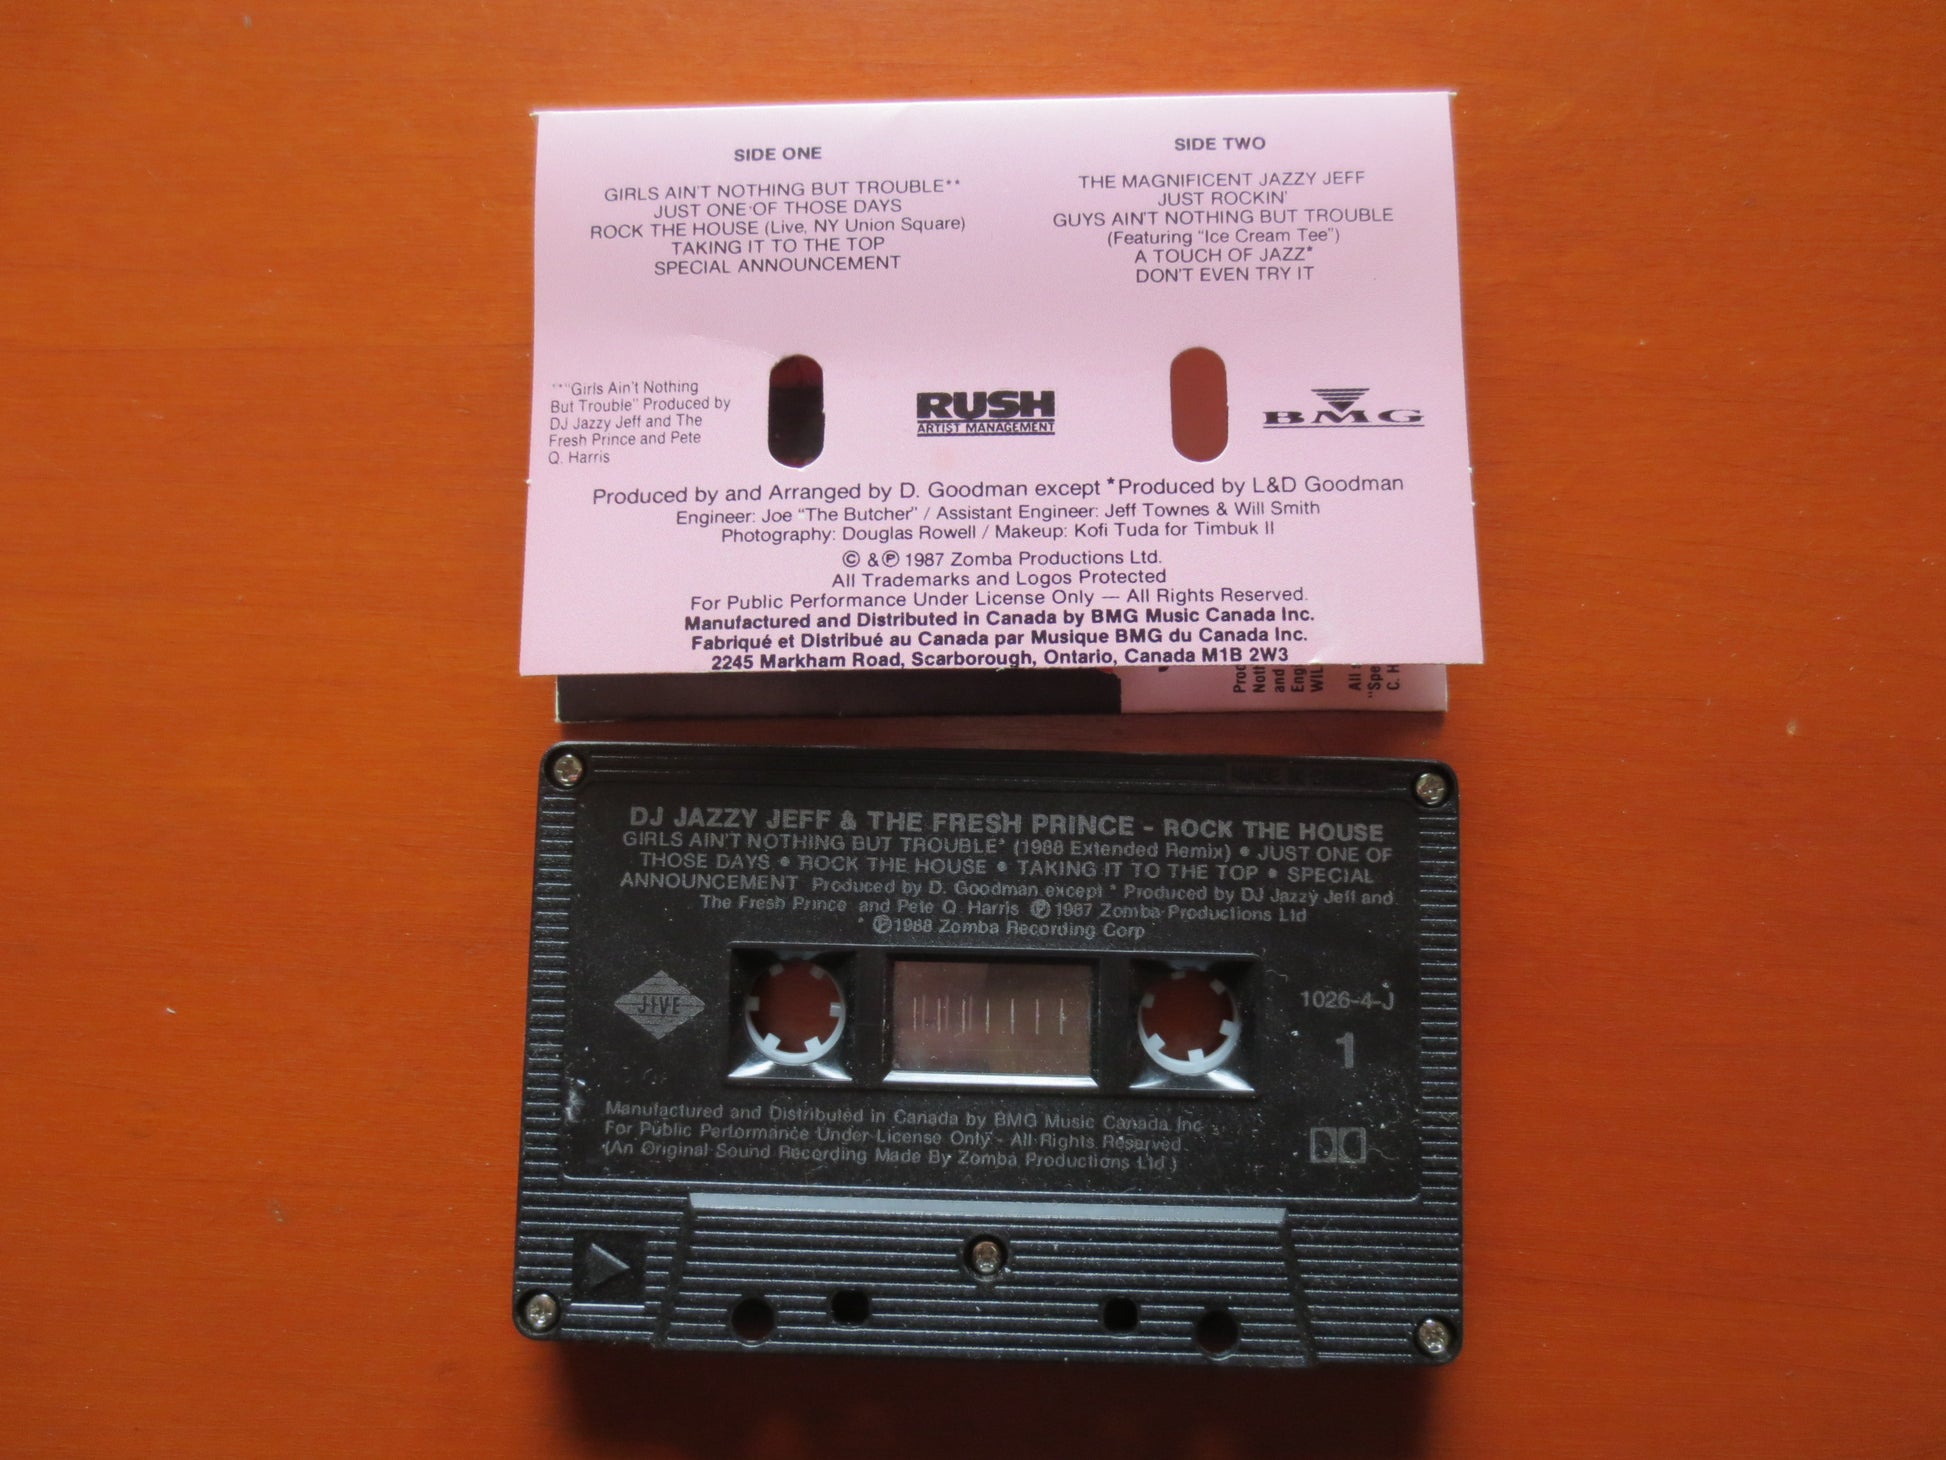 SIDE ONE
GIRLS AIN'T NOTHING BUT TROUBLE**
JUST ONE OF THOSE DAYS
ROCK THE HOUSE (Live, NY Union Square)
TAKING IT TO THE TOP
SPECIAL ANNOUNCEMENT
SIDE TWO
THE MAGNIFICENT JAZZY JEFF
JUST ROCKIN'
GUYS AIN'T NOTHING BUT TROUBLE
(Featuring "Ice Cream Tee")
A TOUCH OF JAZZ*
DON'T EVEN TRY IT
**"Girls Ain't Nothing
But Trouble" Produced by
DJ Jazzy Jeff and The
Fresh Prince and Pete
Q. Harris
RUSH
ARTIST MANAGEMENT
BMG
Produced by and Arranged by D. Goodman except *Produced by L&D Goodman
Engineer: Joe "The Butcher" / Assistant Engineer: Jeff Townes & Will Smith
Photography: Douglas Rowell / Makeup: Kofi Tuda for Timbuk II
© & ℗ 1987 Zomba Productions Ltd.
All Trademarks and Logos Protected
For Public Performance Under License Only — All Rights Reserved.
Manufactured and Distributed in Canada by BMG Music Canada Inc.
Fabriqué et Distribué au Canada par Musique BMG du Canada Inc.
2245 Markham Road, Scarborough, Ontario, Canada M1B 2W3
DJ JAZZY JEFF & THE FRESH PRINCE - ROCK THE HOUSE
GIRLS AIN'T NOTHING BUT TROUBLE* (1988 Extended Remix) • JUST ONE OF
THOSE DAYS • ROCK THE HOUSE • TAKING IT TO THE TOP • SPECIAL
ANNOUNCEMENT Produced by D. Goodman except * Produced by DJ Jazzy Jeff and
The Fresh Prince and Pete Q. Harris ℗ 1987 Zomba Productions Ltd
* ℗ 1988 Zomba Recording Corp
JIVE
1026-4-J
1
Manufactured and Distributed in Canada by BMG Music Canada Inc
For Public Performance Under License Only - All Rights Reserved
(An Original Sound Recording Made By Zomba Productions Ltd)